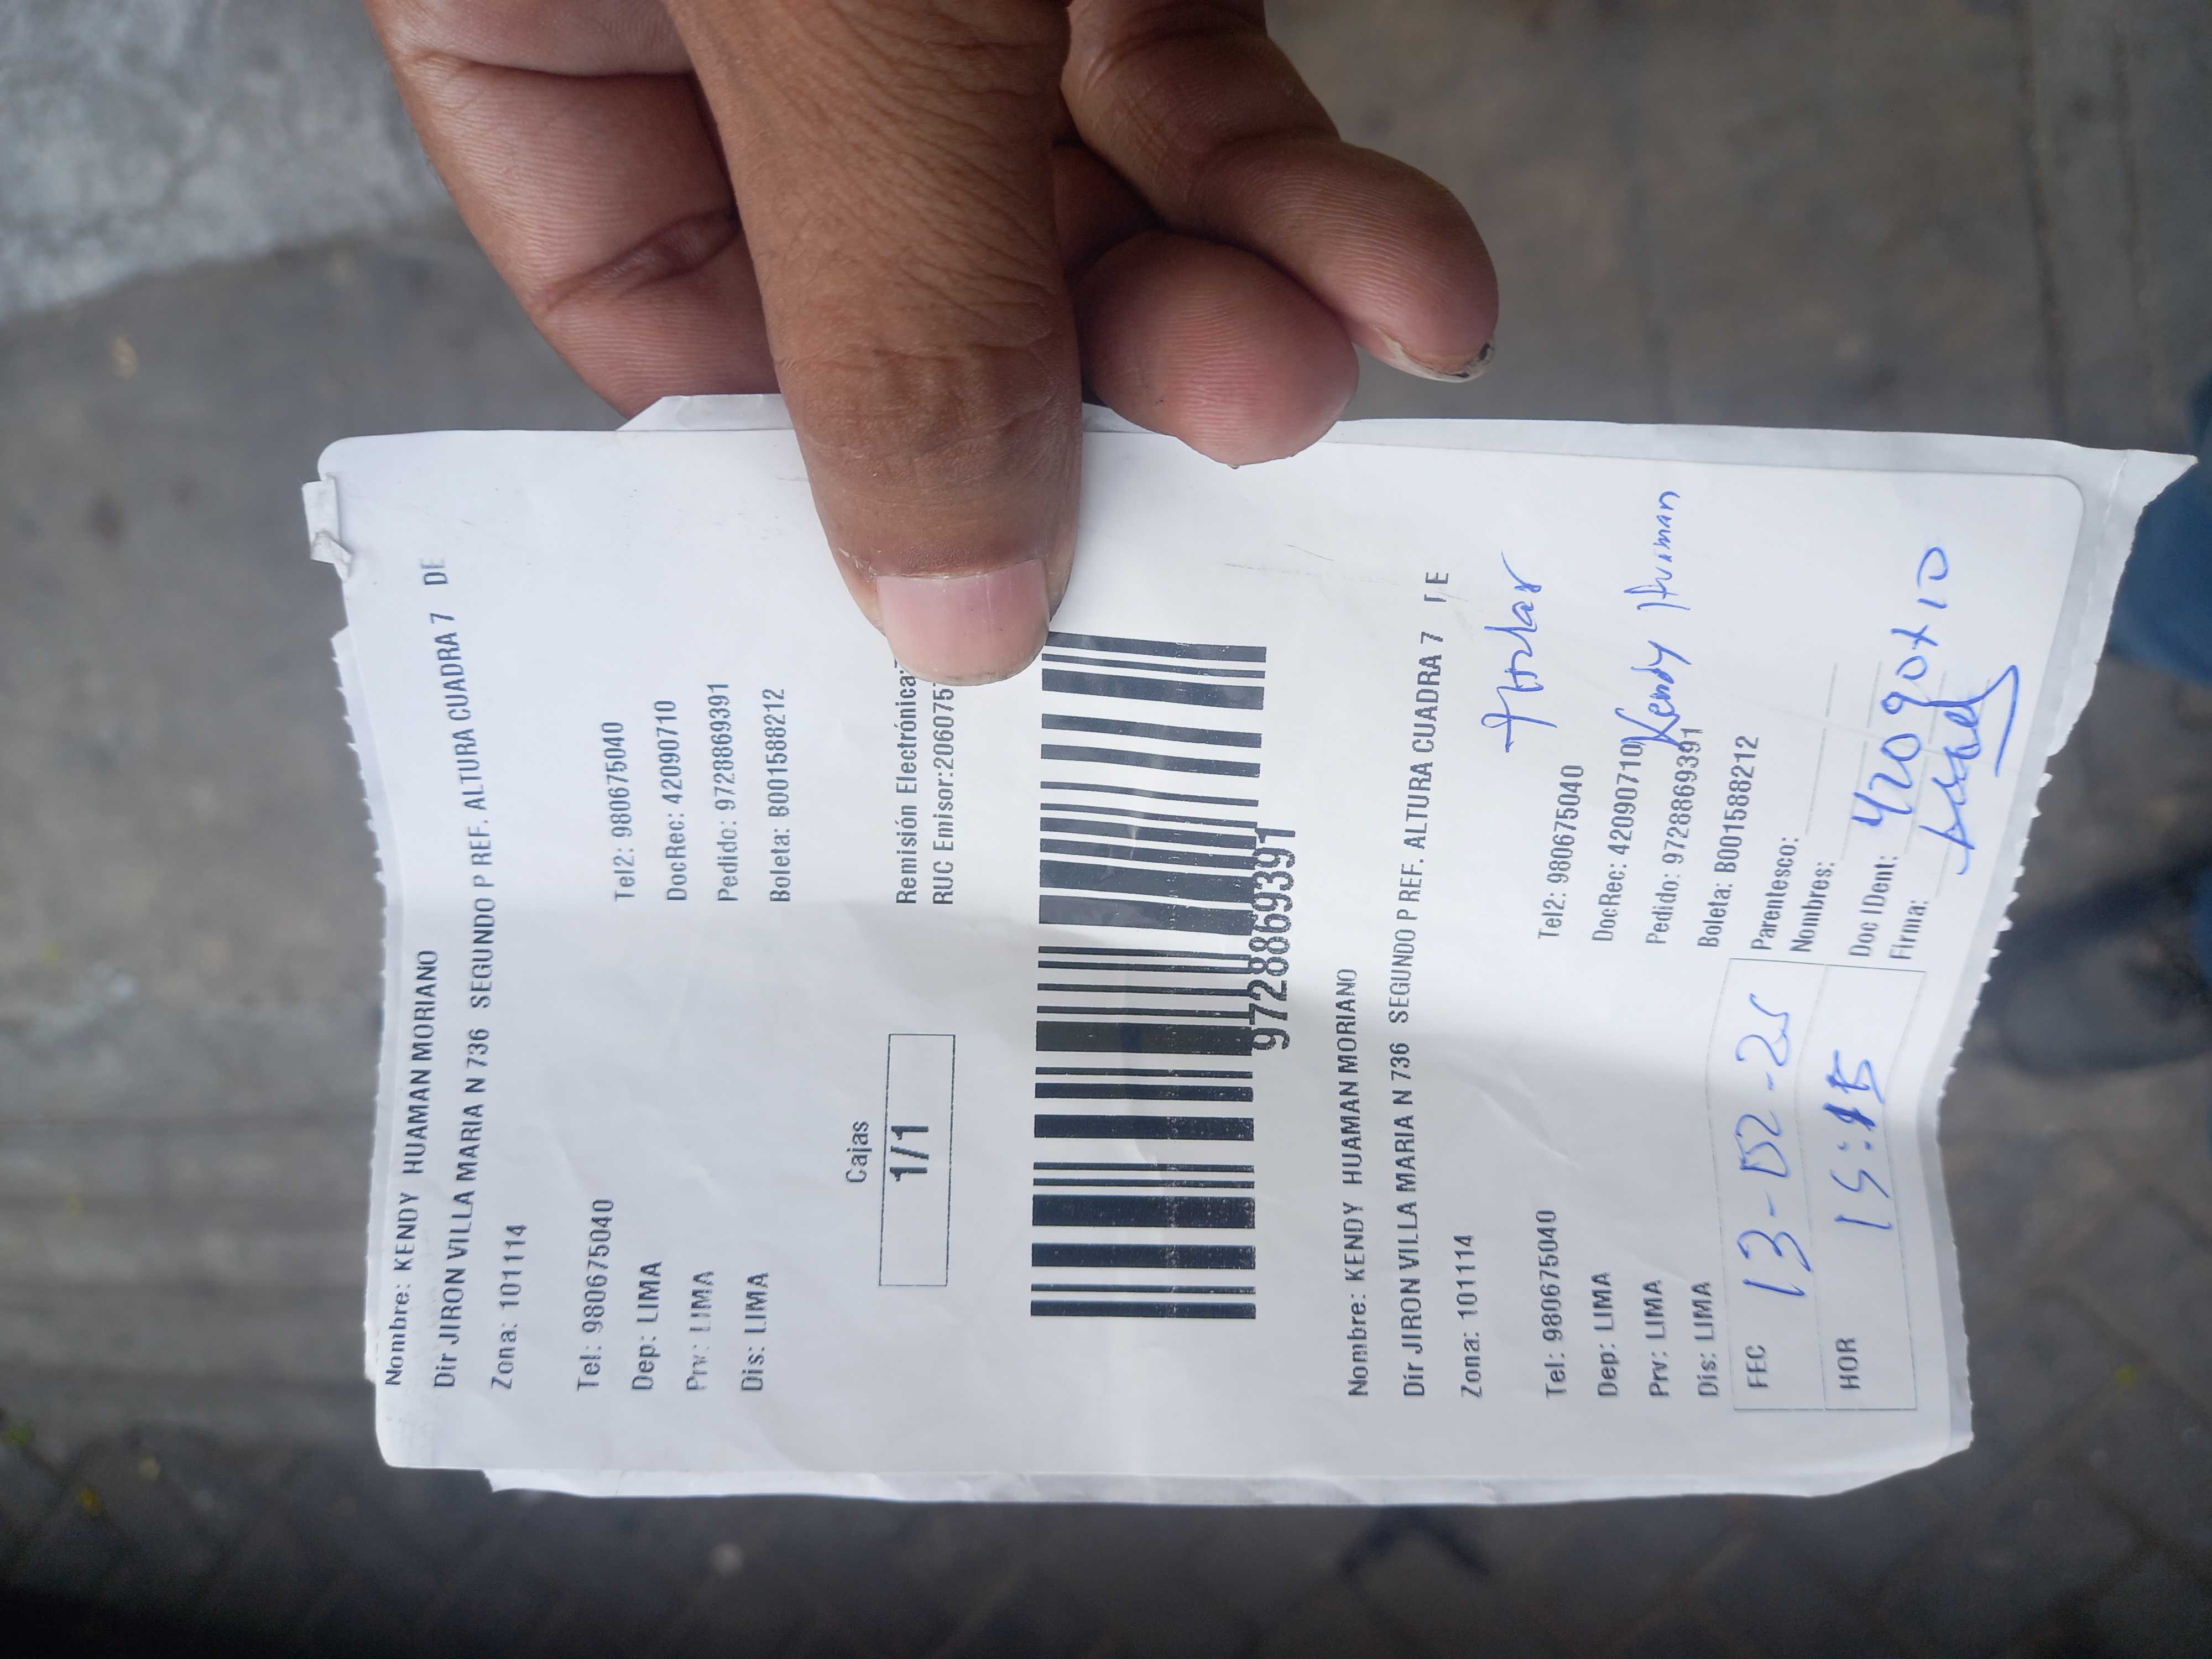 Nombre: KENDY HUAMAN MORIANO
Dir JIRON VILLA MARIA N 736 SEGUNDO P REF. ALTURA CUADRA 7 DE
Zona: 101114
Tel: 980675040 Tel2: 980675040
Dep: LIMA DocRec: 42090710
Prv: LIMA Pedido: 9728869391
Dis: LIMA Boleta: B001588212
Cajas
1/1
Remisión Electrónica:
RUC Emisor:206075
9728869391
Nombre: KENDY HUAMAN MORIANO
Dir JIRON VILLA MARIA N 736 SEGUNDO P REF. ALTURA CUADRA 7 DE
Zona: 101114
Titular
Tel: 980675040 Tel2: 980675040
Dep: LIMA DocRec: 42090710
Kendy Huaman
Prv: LIMA Pedido: 9728869391
Dis: LIMA Boleta: B001588212
FEC 13-02-25 Parentesco:
Nombres:
HOR Doc IDent: 42090710
Firma: